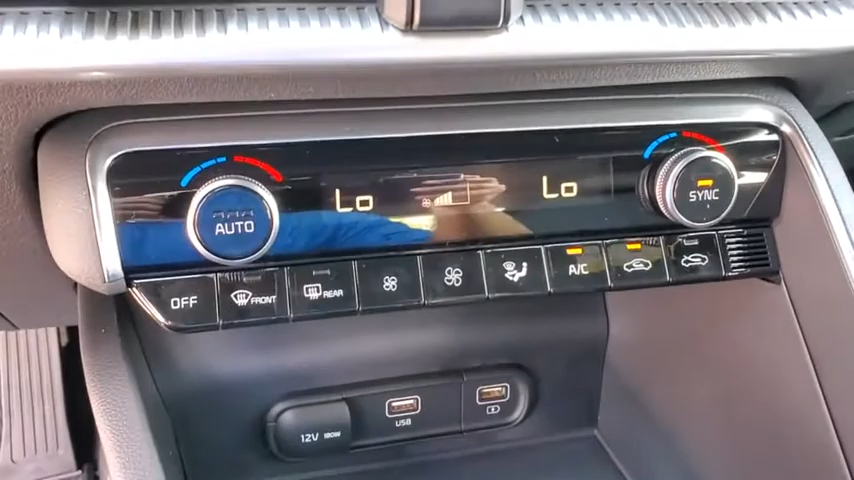 AUTO
Lo
Lo
SYNC
OFF
FRONT
REAR
A/C
12V 180W
USB